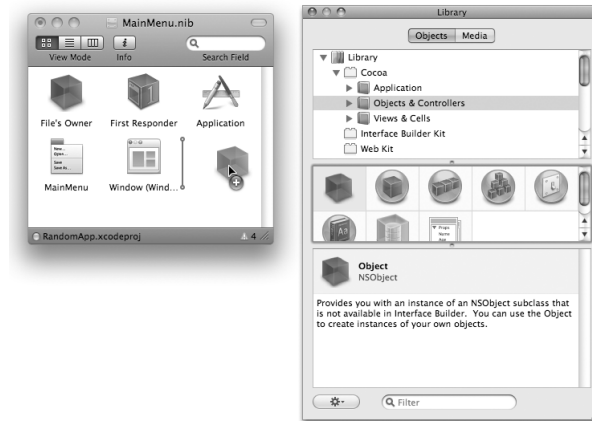 MainMenu.nib
View Mode
Info
Search Field
File's Owner
First Responder
Application
MainMenu
Window (Wind...
RandomApp.xcodeproj
4
Library
Objects
Media
Library
Cocoa
Application
Objects & Controllers
Views & Cells
Interface Builder Kit
Web Kit
Object
NSObject
Provides you with an instance of an NSObject subclass that
is not available in Interface Builder. You can use the Object
to create instances of your own objects.
Filter